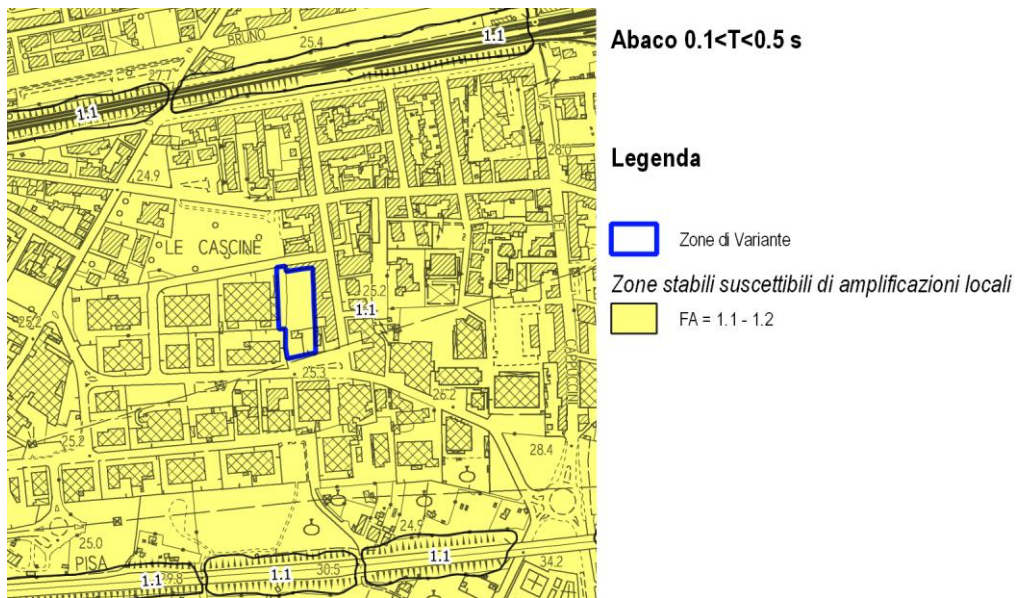 BRUNO
25.4
1.1
27.7
1.1
28.0
24.9
LE CASCINE
25.2
1.1
25.2
25.3
26.2
CAPPUCCINI
25.2
28.4
24.9
25.0
PISA
1.1
29.8
1.1
30.5
1.1
34.2
Abaco 0.1<T<0.5 s
Legenda
Zone di Variante
Zone stabili suscettibili di amplificazioni locali
FA = 1.1 - 1.2